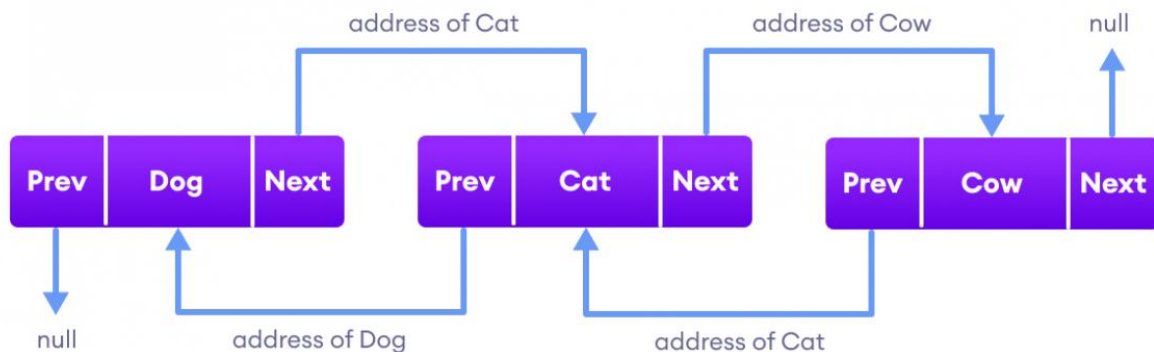 address of Cat address of Cow null
Prev Dog Next Prev Cat Next Prev Cow Next
null address of Dog address of Cat